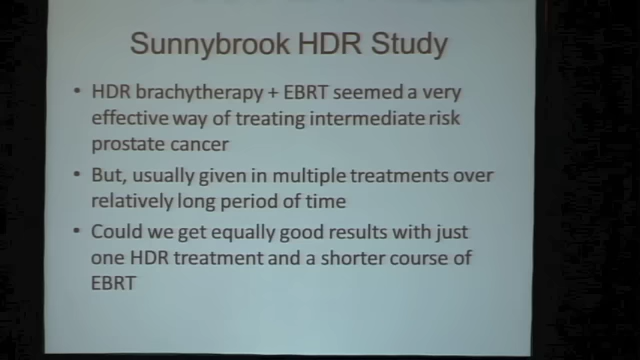 Sunnybrook HDR Study
• HDR brachytherapy + EBRT seemed a very
effective way of treating intermediate risk
prostate cancer
• But, usually given in multiple treatments over
relatively long period of time
• Could we get equally good results with just
one HDR treatment and a shorter course of
EBRT